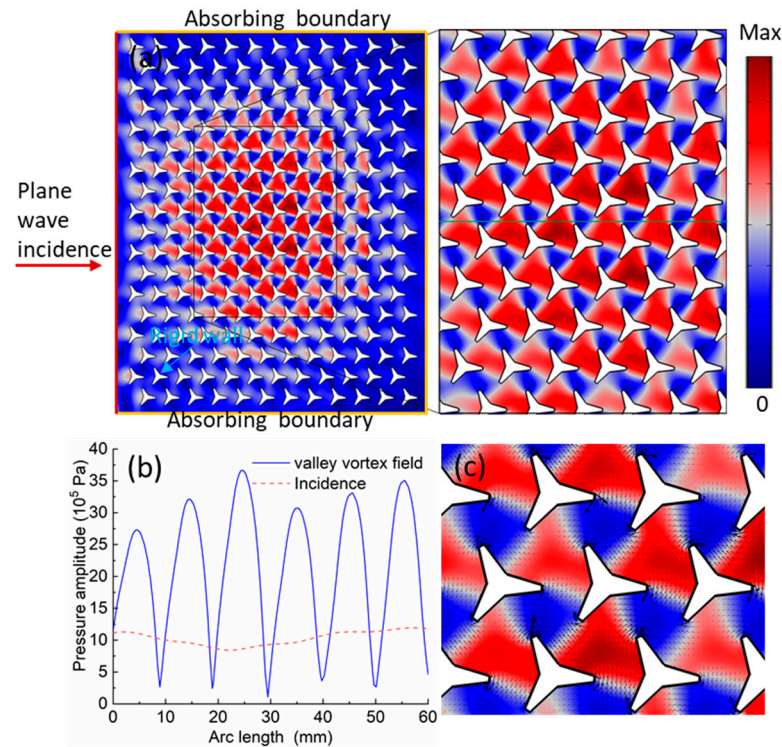 Absorbing boundary
Max
(a)
Plane
wave
incidence
Rigid wall
0
Absorbing boundary
(b)
40
35
30
25
20
15
10
5
0
Pressure amplitude (10⁵ Pa)
valley vortex field
Incidence
0 10 20 30 40 50 60
Arc length (mm)
(c)